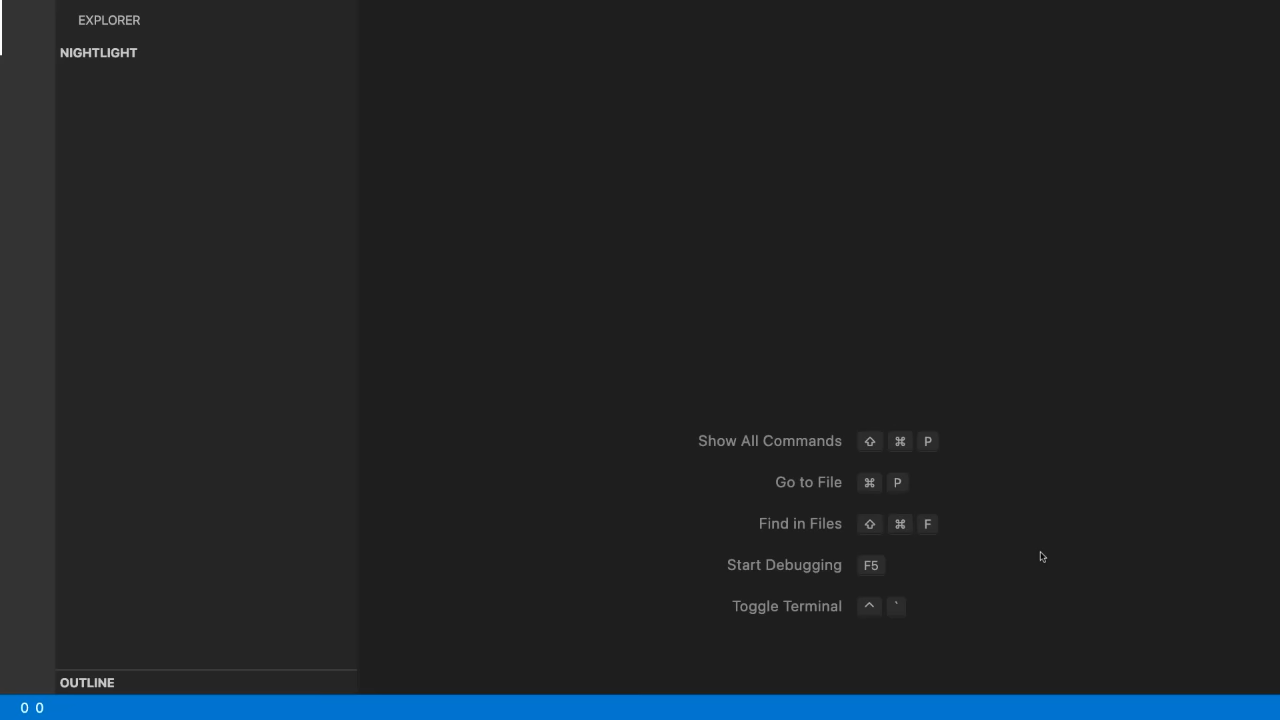 EXPLORER
NIGHTLIGHT
Show All Commands ⇧ ⌘ P
Go to File ⌘ P
Find in Files ⇧ ⌘ F
Start Debugging F5
Toggle Terminal ^ `
OUTLINE
0 0